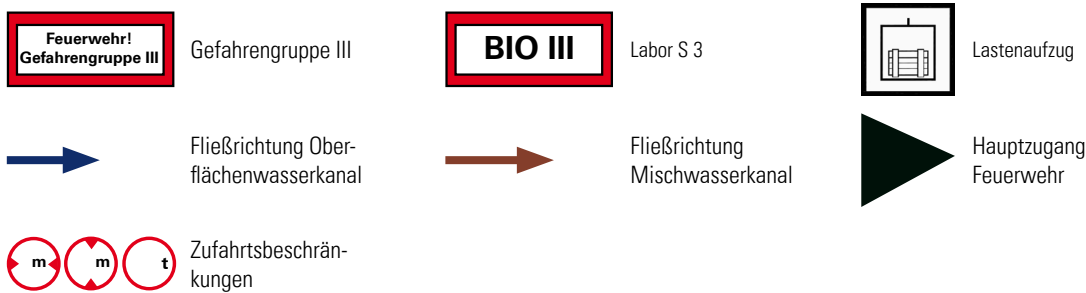 Feuerwehr!
Gefahrengruppe III
Gefahrengruppe III
BIO III
Labor S 3
Lastenaufzug
Fließrichtung Ober-
flächenwasserkanal
Fließrichtung
Mischwasserkanal
Hauptzugang
Feuerwehr
m
m
t
Zufahrtsbeschrän-
kungen